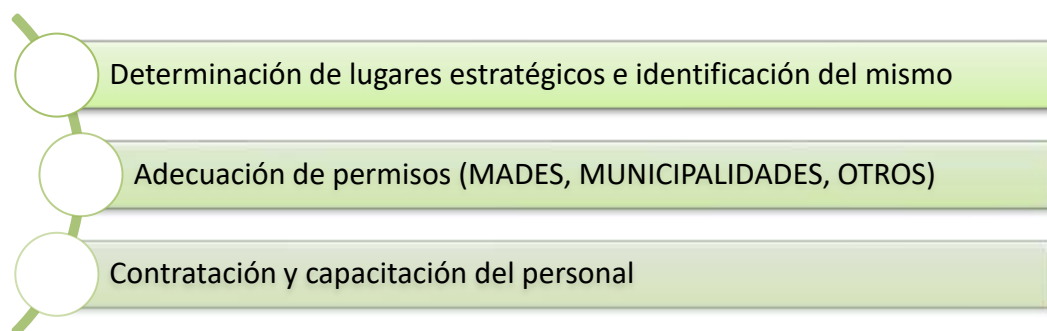 Determinación de lugares estratégicos e identificación del mismo
Adecuación de permisos (MADES, MUNICIPALIDADES, OTROS)
Contratación y capacitación del personal